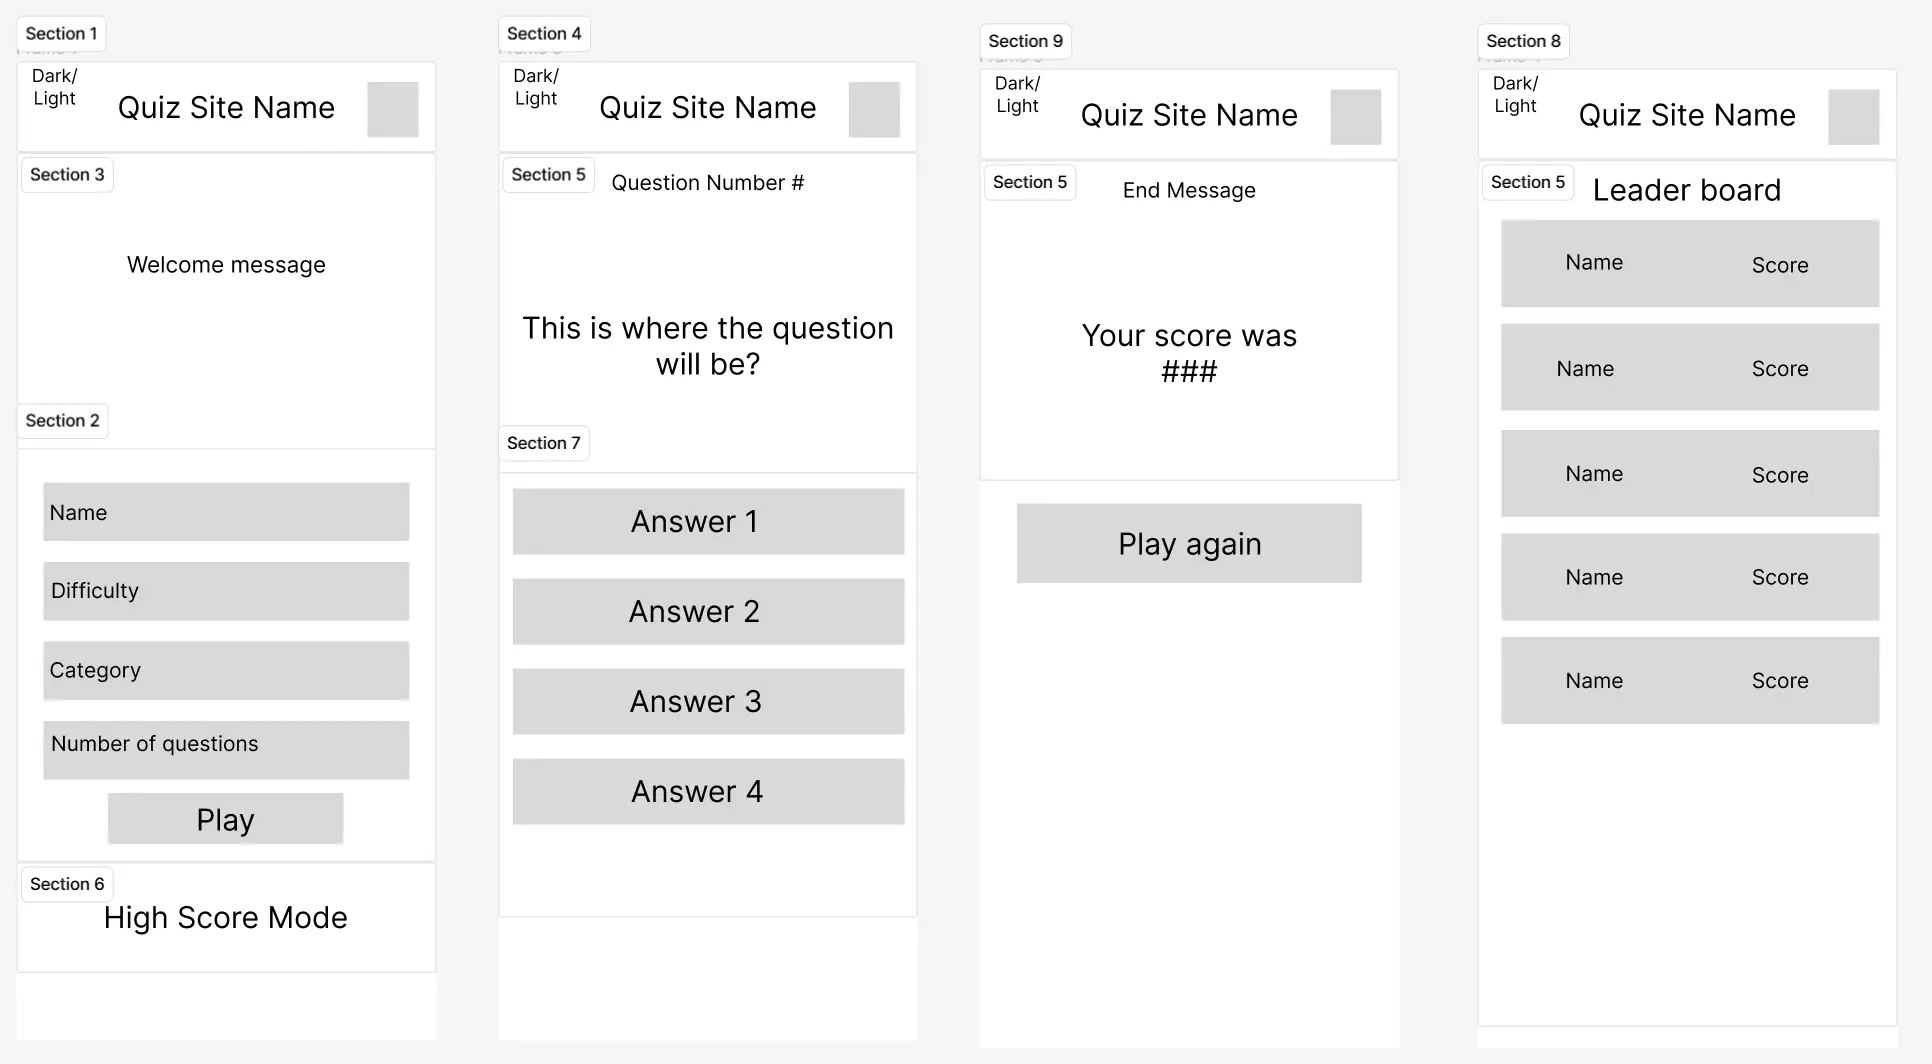 Section 1
Dark/
Light
Quiz Site Name
Section 3
Welcome message
Section 2
Name
Difficulty
Category
Number of questions
Play
Section 6
High Score Mode
Section 4
Dark/
Light
Quiz Site Name
Section 5
Question Number #
This is where the question
will be?
Section 7
Answer 1
Answer 2
Answer 3
Answer 4
Section 9
Dark/
Light
Quiz Site Name
Section 5
End Message
Your score was
###
Play again
Section 8
Dark/
Light
Quiz Site Name
Section 5
Leader board
Name Score
Name Score
Name Score
Name Score
Name Score